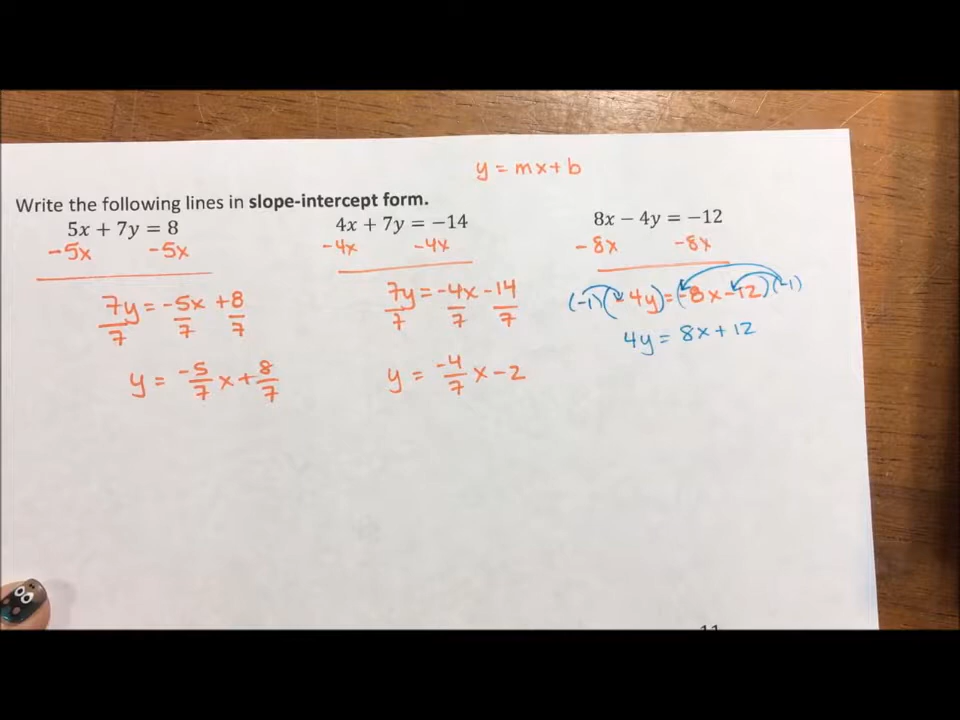 y = mx + b
Write the following lines in slope-intercept form.
5x + 7y = 8
-5x -5x
7y = -5x + 8
7 7 7
y = -5/7 x + 8/7
4x + 7y = −14
-4x -4x
7y = -4x - 14
7 7 7
y = -4/7 x - 2
8x − 4y = −12
-8x -8x
(-1)(-4y) = (-8x - 12)(-1)
4y = 8x + 12